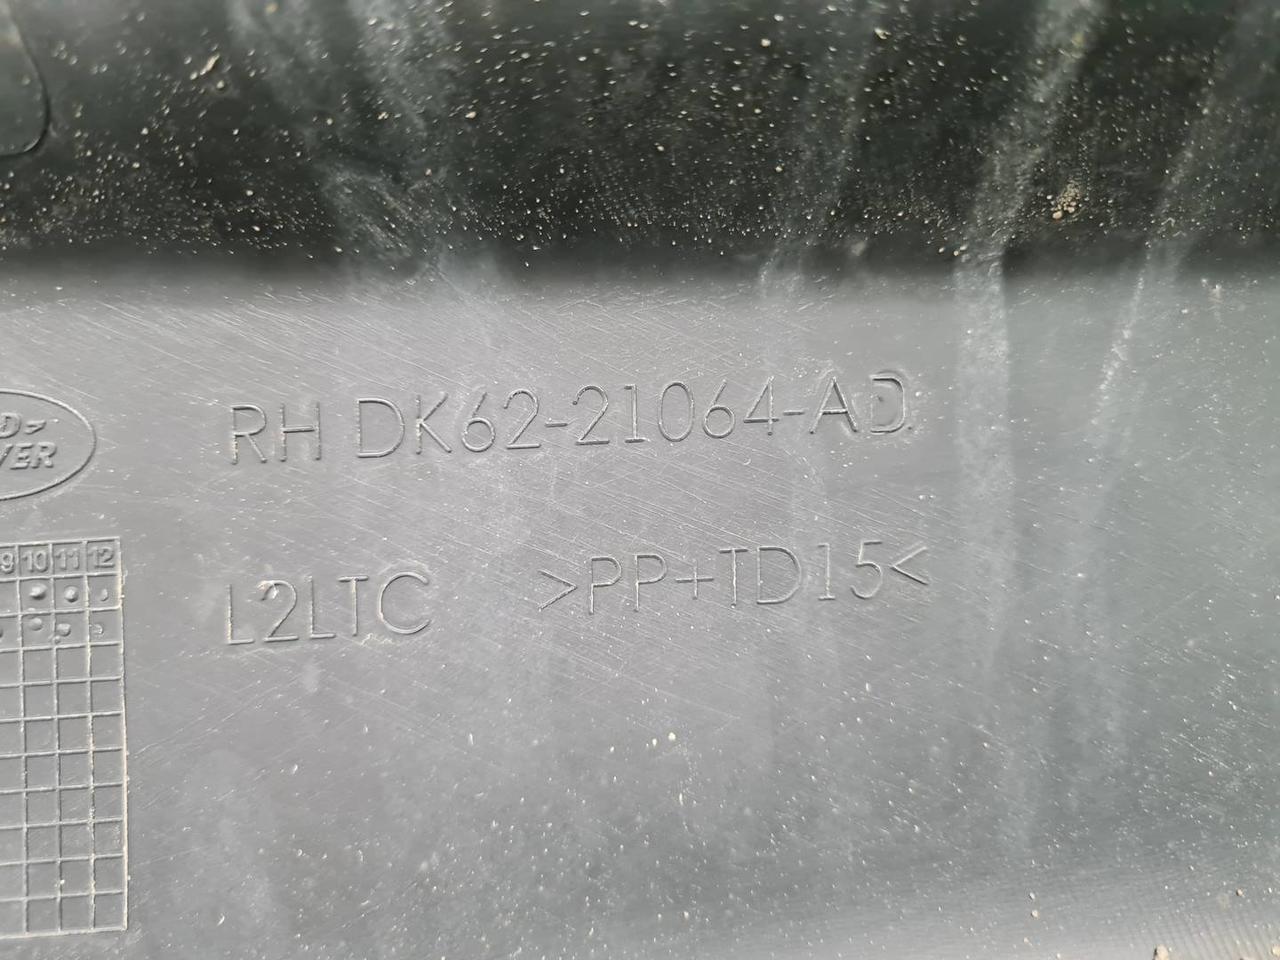 RH DK62-21064-AD
L2LTC >PP+TD15<
9 10 11 12